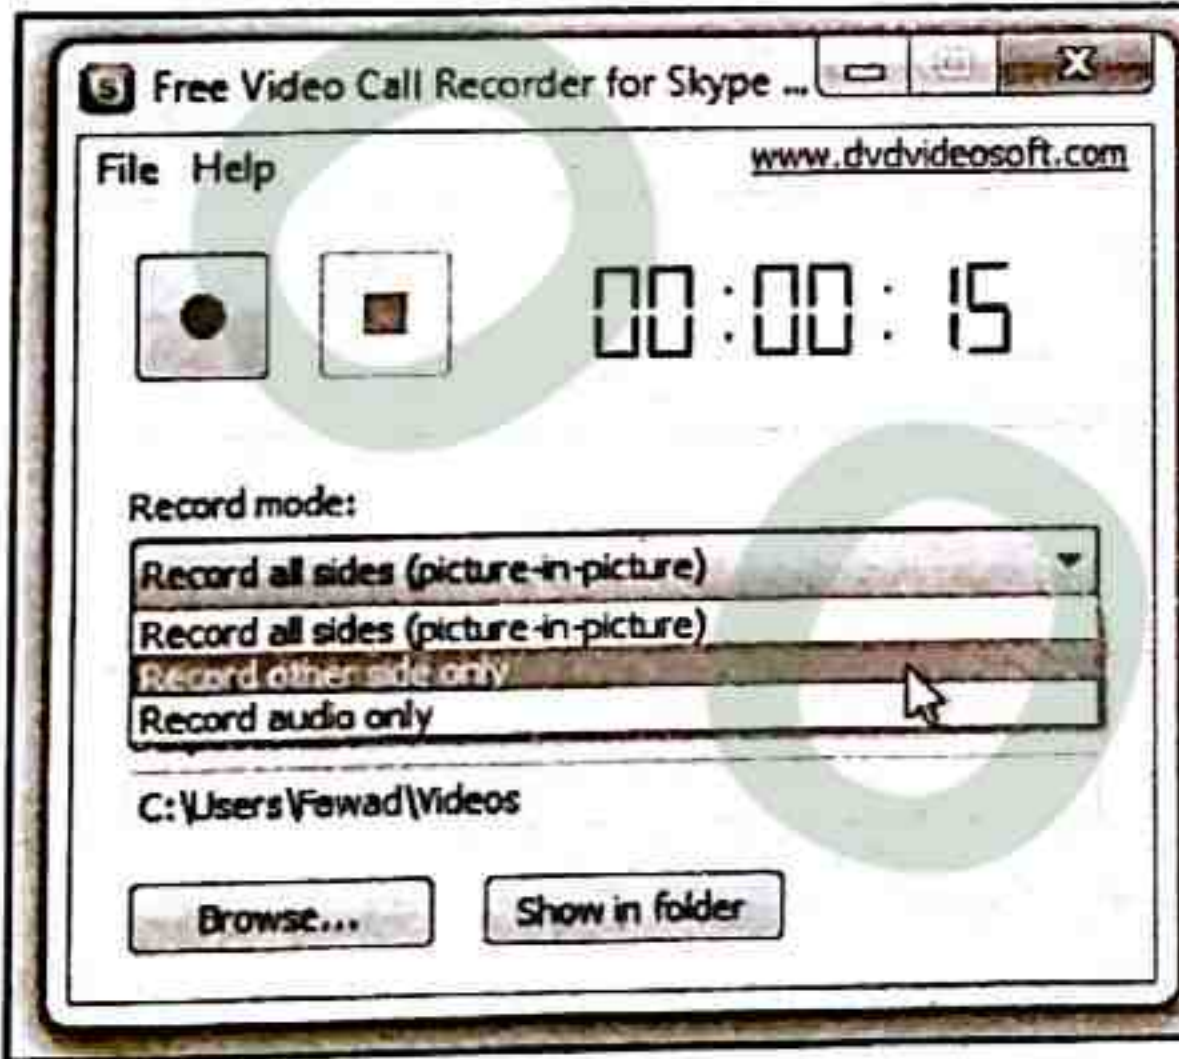 Free Video Call Recorder for Skype ...
File Help
www.dvdvideosoft.com
00:00:15
Record mode:
Record all sides (picture-in-picture)
Record all sides (picture-in-picture)
Record other side only
Record audio only
C:\Users\Fawad\Videos
Browse...
Show in folder